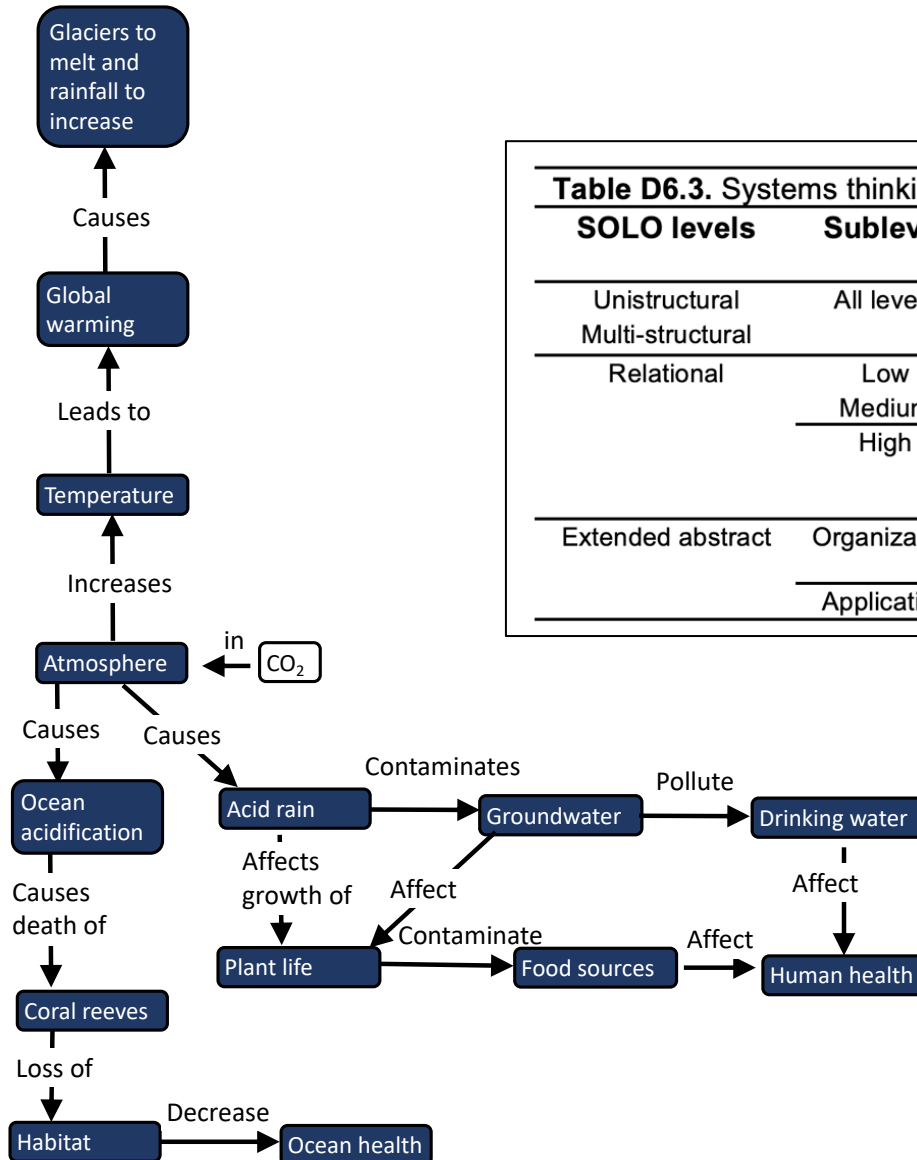 Glaciers to
melt and
rainfall to
increase
Causes
Global
warming
Leads to
Temperature
Increases
Atmosphere
in
CO₂
Causes
Causes
Ocean
acidification
Causes
death of
Coral reeves
Loss of
Habitat
Decrease
Ocean health
Acid rain
Contaminates
Groundwater
Pollute
Drinking water
Affects
growth of
Affect
Affect
Plant life
Contaminate
Food sources
Affect
Human health
Table D6.3. Systems thinki
SOLO levels Sublev
Unistructural All leve
Multi-structural
Relational Low
Mediur
High
Extended abstract Organiza
Applicati